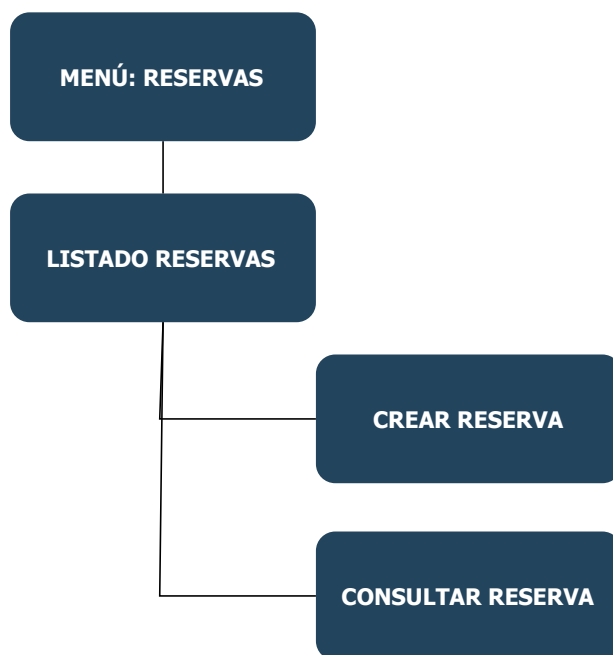 MENÚ: RESERVAS
LISTADO RESERVAS
CREAR RESERVA
CONSULTAR RESERVA